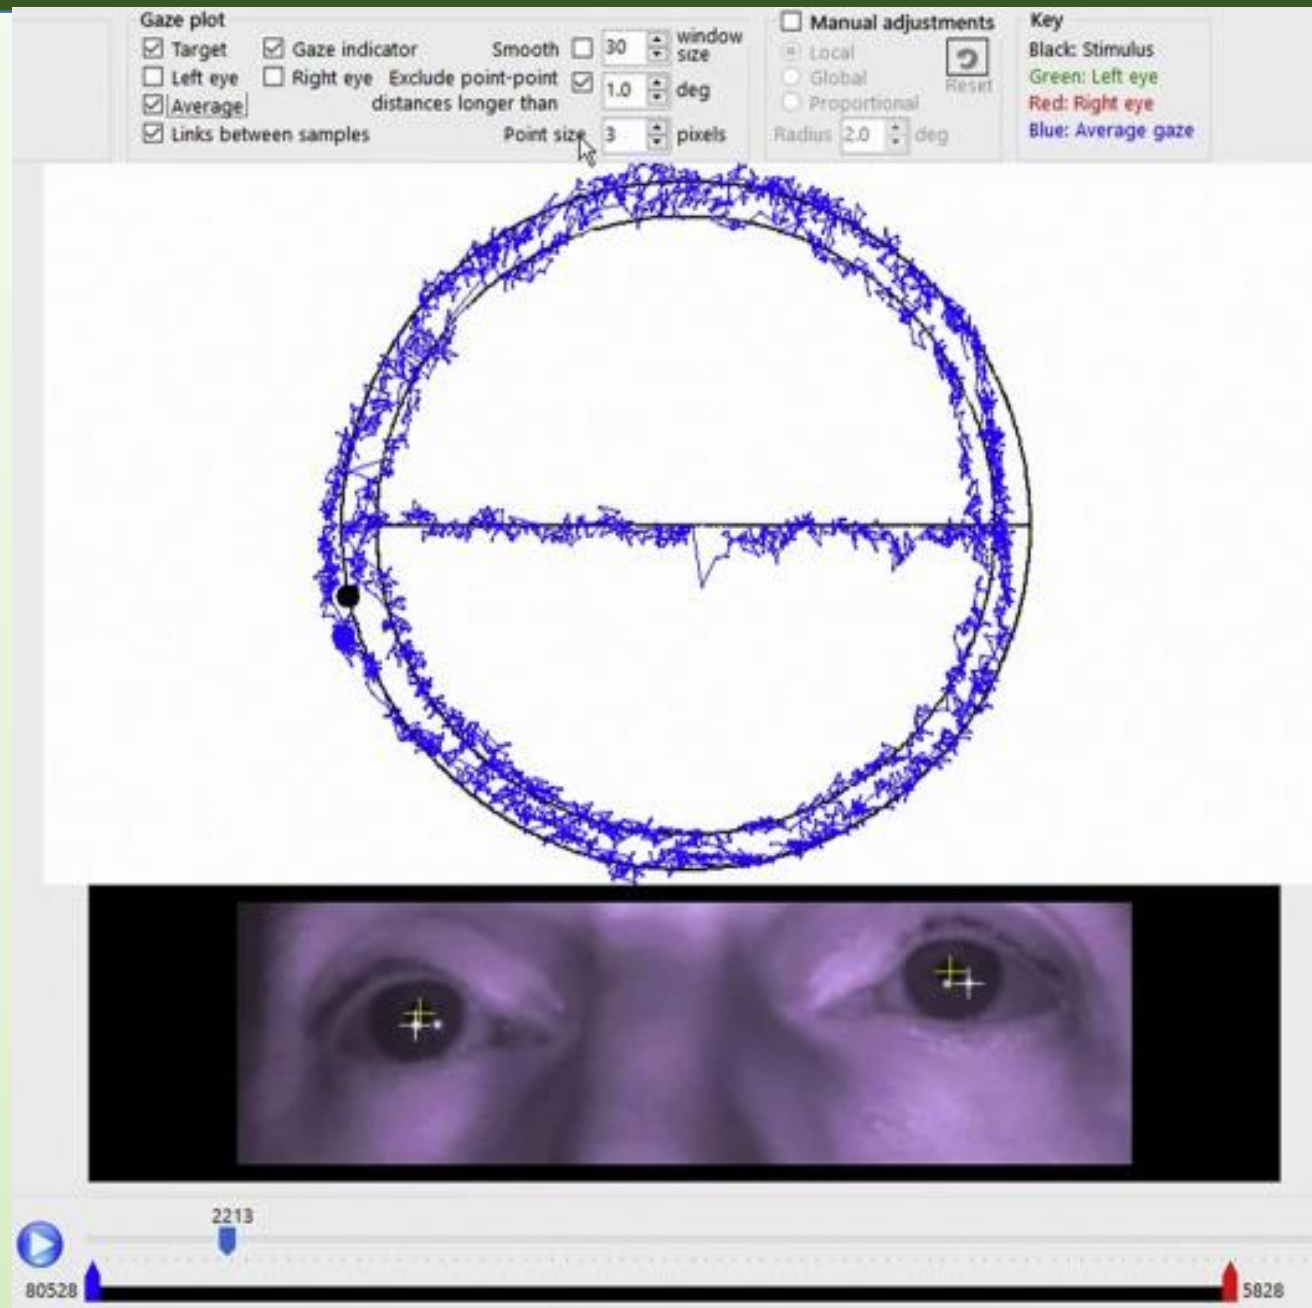 Gaze plot
Target
Gaze indicator
Smooth
30
window size
Left eye
Right eye
Exclude point-point distances longer than
1.0
deg
Average
Links between samples
Point size
3
pixels
Manual adjustments
Local
Global
Proportional
Reset
Radius
2.0
deg
Key
Black: Stimulus
Green: Left eye
Red: Right eye
Blue: Average gaze
2213
80528
5828